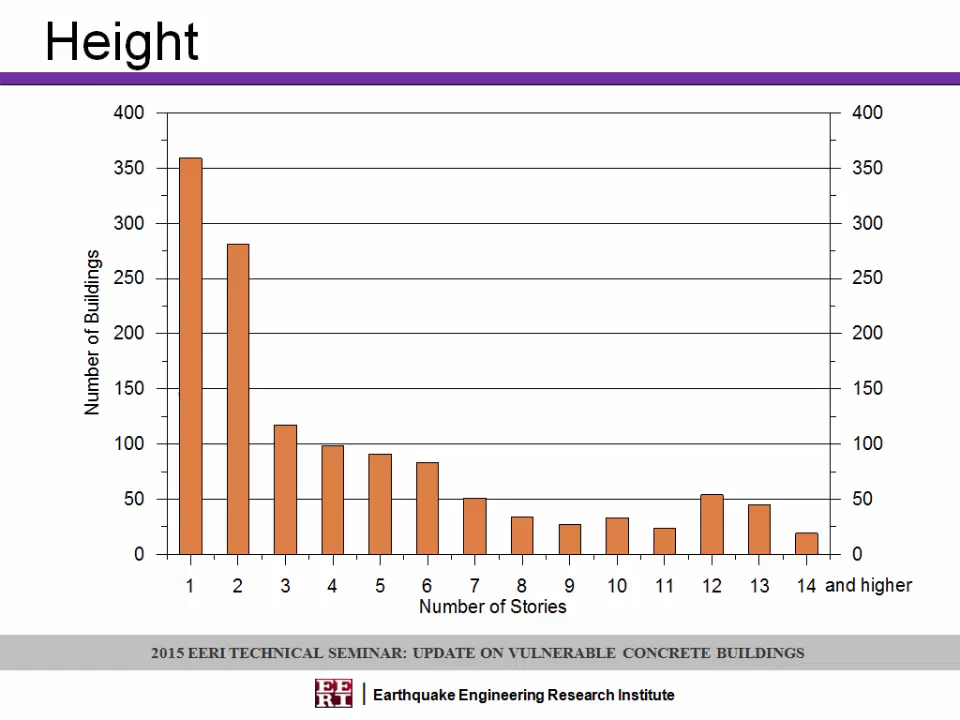 Height
400 400
350 350
300 300
250 250
200 200
150 150
100 100
50 50
0 0
Number of Buildings
1 2 3 4 5 6 7 8 9 10 11 12 13 14 and higher
Number of Stories
2015 EERI TECHNICAL SEMINAR: UPDATE ON VULNERABLE CONCRETE BUILDINGS
EE
RI
Earthquake Engineering Research Institute